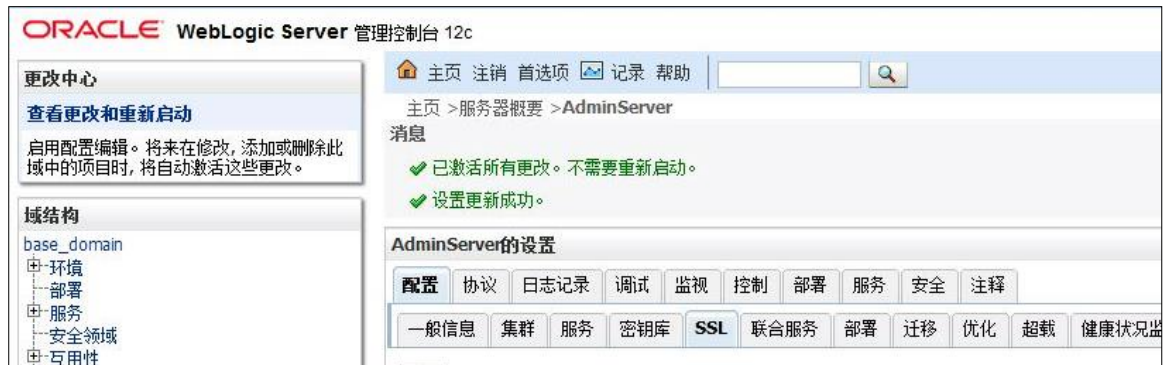 ORACLE WebLogic Server 管理控制台 12c
更改中心
查看更改和重新启动
启用配置编辑。将来在修改, 添加或删除此
域中的项目时, 将自动激活这些更改。
域结构
base_domain
环境
部署
服务
安全领域
互用性
主页 注销 首选项 记录 帮助
主页 >服务器概要 >AdminServer
消息
已激活所有更改。不需要重新启动。
设置更新成功。
AdminServer的设置
配置 协议 日志记录 调试 监视 控制 部署 服务 安全 注释
一般信息 集群 服务 密钥库 SSL 联合服务 部署 迁移 优化 超载 健康状况监